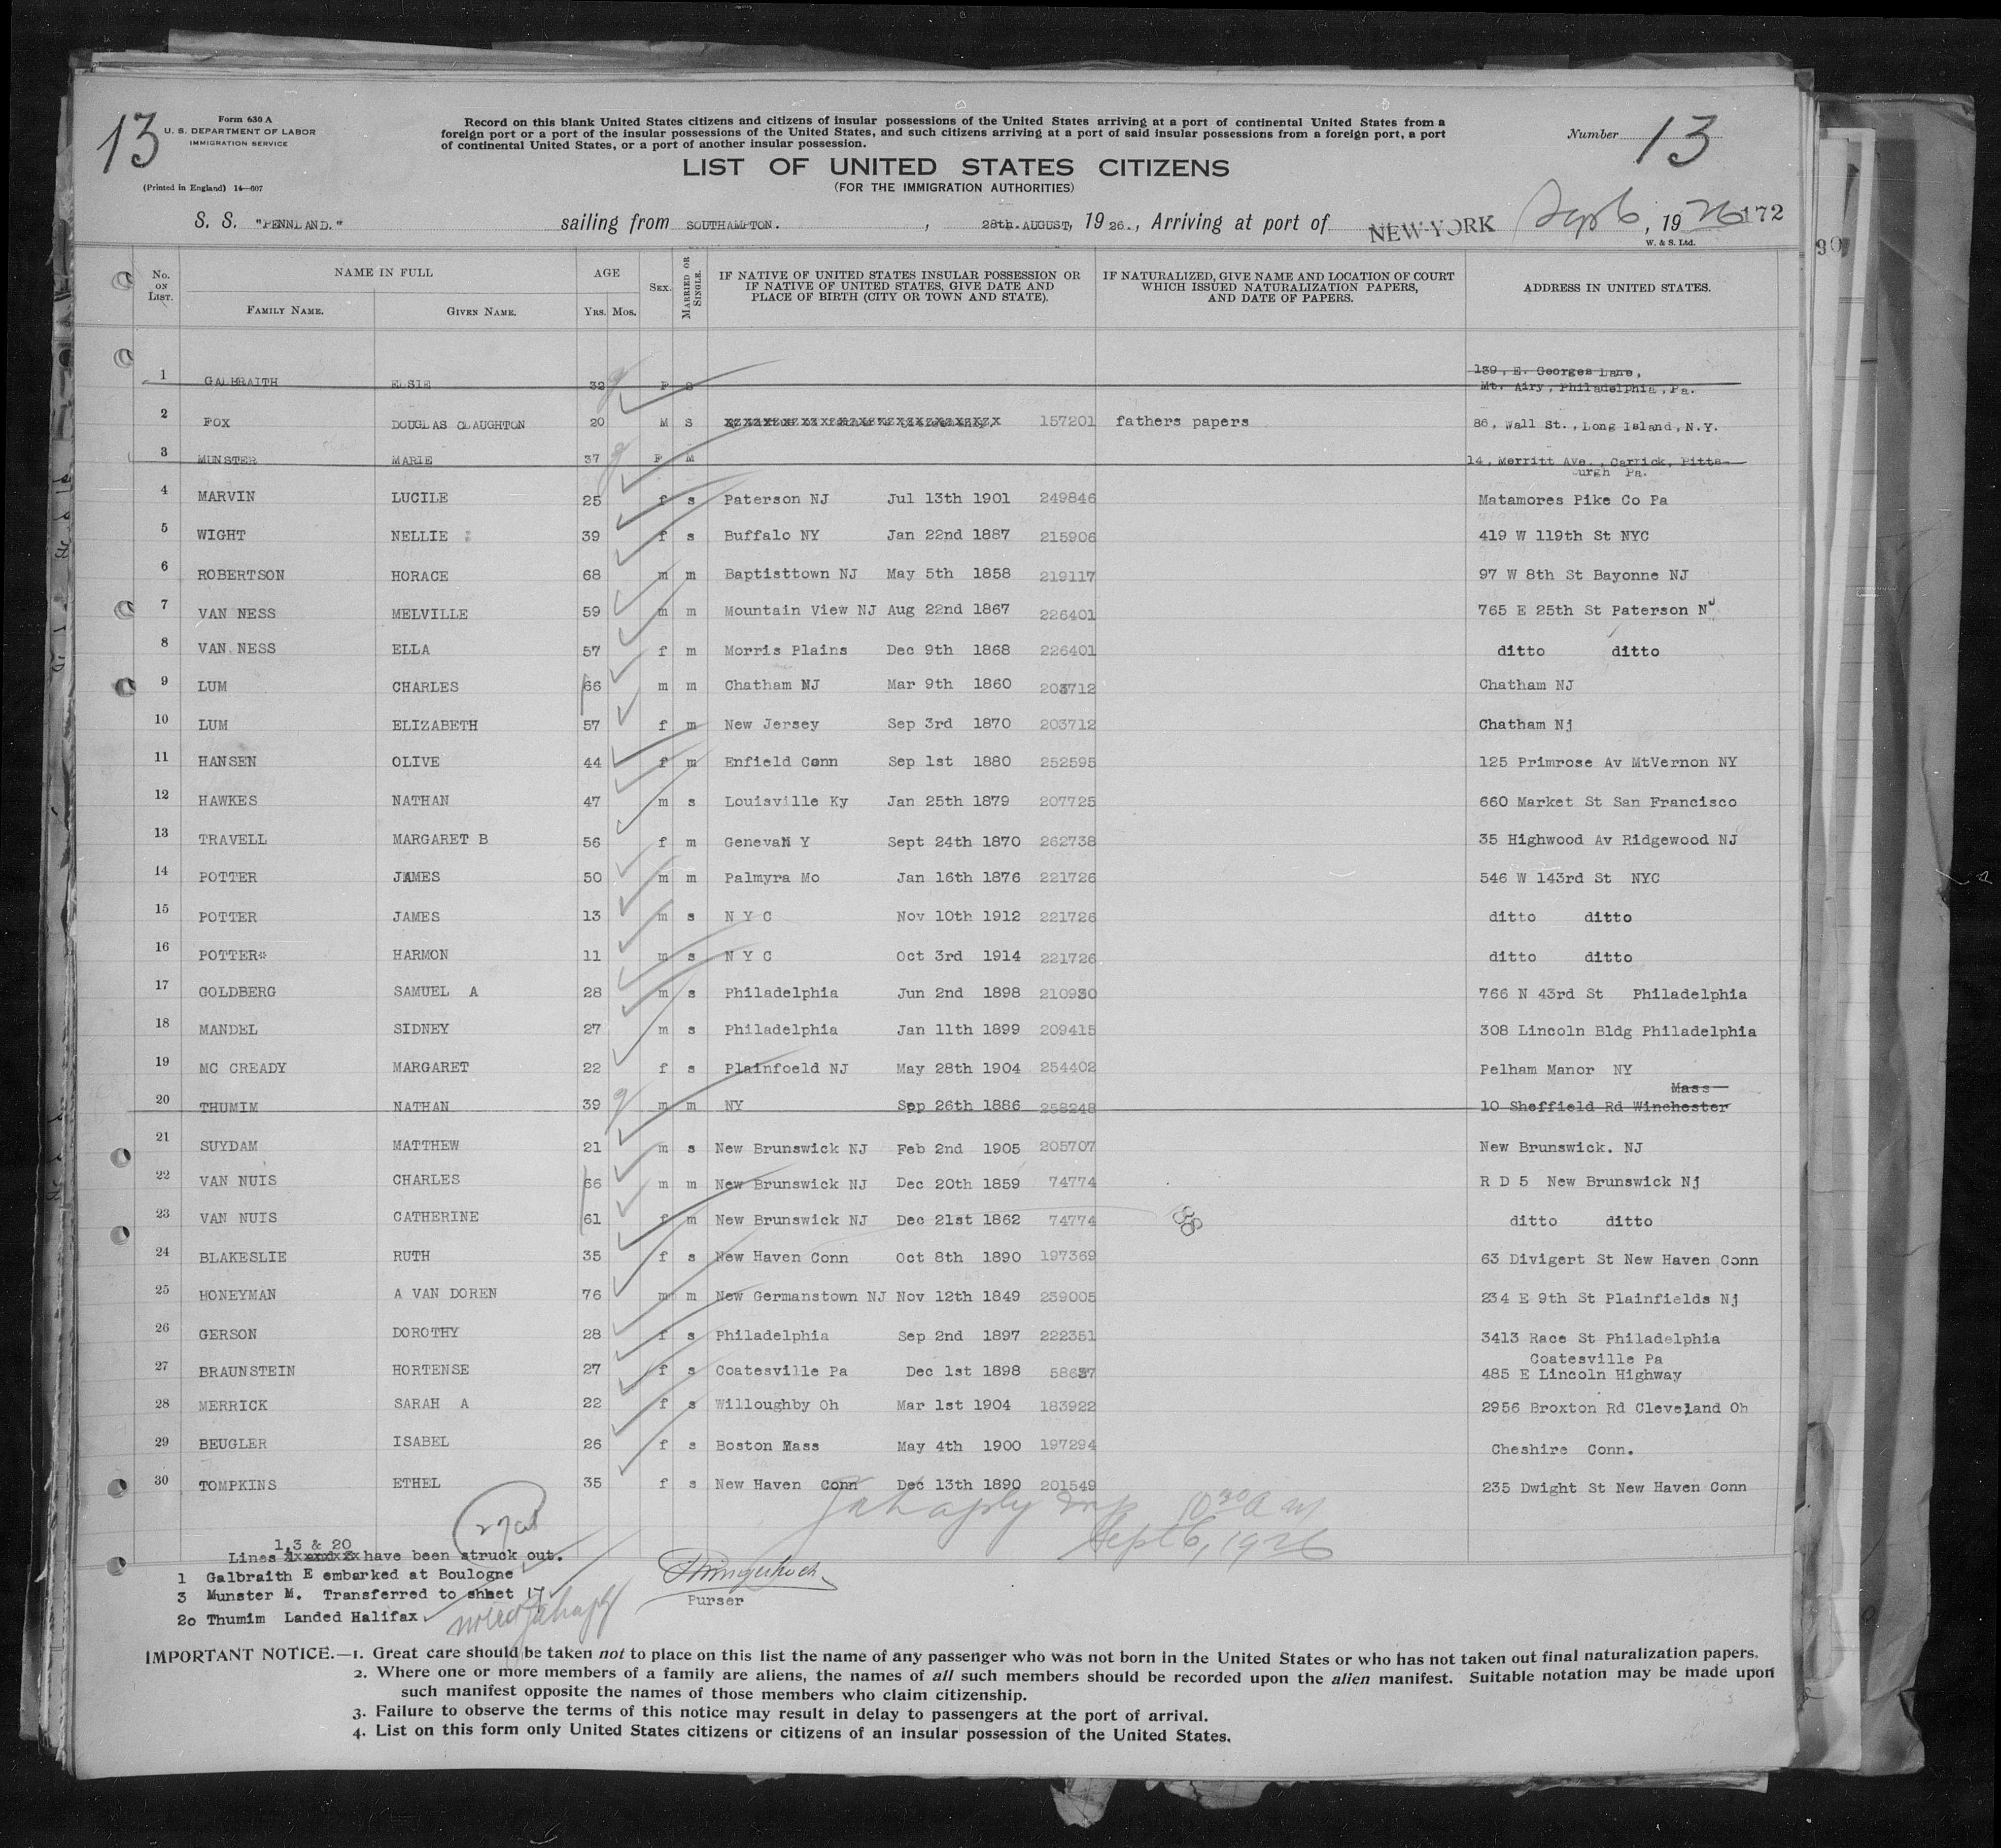 13
Form 630 A
U. S. DEPARTMENT OF LABOR
IMMIGRATION SERVICE
(Printed in England) 14—607
Record on this blank United States citizens and citizens of insular possessions of the United States arriving at a port of continental United States from a
foreign port or a port of the insular possessions of the United States, and such citizens arriving at a port of said insular possessions from a foreign port, a port
of continental United States, or a port of another insular possession.
Number 13
LIST OF UNITED STATES CITIZENS
(FOR THE IMMIGRATION AUTHORITIES)
S. S. "PENNLAND." sailing from SOUTHAMPTON. , 28th. AUGUST, 1926., Arriving at port of NEW-YORK Sept 6, 1926 172
W. & S. Ltd.
90
No. ON LIST. NAME IN FULL AGE SEX. MARRIED OR SINGLE. IF NATIVE OF UNITED STATES INSULAR POSSESSION OR IF NATIVE OF UNITED STATES, GIVE DATE AND PLACE OF BIRTH (CITY OR TOWN AND STATE). IF NATURALIZED, GIVE NAME AND LOCATION OF COURT WHICH ISSUED NATURALIZATION PAPERS, AND DATE OF PAPERS. ADDRESS IN UNITED STATES.
FAMILY NAME. GIVEN NAME. YRS. MOS.
1 GALBRAITH ELSIE 32 F S 139, E. Georges Lane,
Mt. Airy, Philadelphia, Pa.
2 FOX DOUGLAS CLAUGHTON 20 M S 157201 fathers papers 86, Wall St., Long Island, N.Y.
3 MUNSTER MARIE 37 F M 14, Merritt Ave., Carrick, Pitts-
burgh Pa.
4 MARVIN LUCILE 25 f s Paterson NJ Jul 13th 1901 249846 Matamores Pike Co Pa
5 WIGHT NELLIE 39 f s Buffalo NY Jan 22nd 1887 215906 419 W 119th St NYC
6 ROBERTSON HORACE 68 m m Baptisttown NJ May 5th 1858 219117 97 W 8th St Bayonne NJ
7 VAN NESS MELVILLE 59 m m Mountain View NJ Aug 22nd 1867 226401 765 E 25th St Paterson NJ
8 VAN NESS ELLA 57 f m Morris Plains Dec 9th 1868 226401 ditto ditto
9 LUM CHARLES 66 m m Chatham NJ Mar 9th 1860 203712 Chatham NJ
10 LUM ELIZABETH 57 f m New Jersey Sep 3rd 1870 203712 Chatham Nj
11 HANSEN OLIVE 44 f m Enfield Conn Sep 1st 1880 252595 125 Primrose Av MtVernon NY
12 HAWKES NATHAN 47 m s Louisville Ky Jan 25th 1879 207725 660 Market St San Francisco
13 TRAVELL MARGARET B 56 f m GenevaN Y Sept 24th 1870 262738 35 Highwood Av Ridgewood NJ
14 POTTER JAMES 50 m m Palmyra Mo Jan 16th 1876 221726 546 W 143rd St NYC
15 POTTER JAMES 13 m s N Y C Nov 10th 1912 221726 ditto ditto
16 POTTER* HARMON 11 m s N Y C Oct 3rd 1914 221726 ditto ditto
17 GOLDBERG SAMUEL A 28 m s Philadelphia Jun 2nd 1898 210930 766 N 43rd St Philadelphia
18 MANDEL SIDNEY 27 m s Philadelphia Jan 11th 1899 209415 308 Lincoln Bldg Philadelphia
19 MC CREADY MARGARET 22 f s Plainfoeld NJ May 28th 1904 254402 Pelham Manor NY
Mass
20 THUMIM NATHAN 39 m m NY Sep 26th 1886 258248 10 Sheffield Rd Winchester
21 SUYDAM MATTHEW 21 m s New Brunswick NJ Feb 2nd 1905 205707 New Brunswick. NJ
22 VAN NUIS CHARLES 66 m m New Brunswick NJ Dec 20th 1859 74774 R D 5 New Brunswick Nj
23 VAN NUIS CATHERINE 61 f m New Brunswick NJ Dec 21st 1862 74774 ditto ditto
24 BLAKESLIE RUTH 35 f s New Haven Conn Oct 8th 1890 197369 63 Divigert St New Haven Conn
25 HONEYMAN A VAN DOREN 76 m m New Germanstown NJ Nov 12th 1849 239005 234 E 9th St Plainfields Nj
26 GERSON DOROTHY 28 f s Philadelphia Sep 2nd 1897 222351 3413 Race St Philadelphia
Coatesville Pa
27 BRAUNSTEIN HORTENSE 27 f s Coatesville Pa Dec 1st 1898 58637 485 E Lincoln Highway
28 MERRICK SARAH A 22 f s Willoughby Oh Mar 1st 1904 183922 2956 Broxton Rd Cleveland Oh
29 BEUGLER ISABEL 26 f s Boston Mass May 4th 1900 197294 Cheshire Conn.
30 TOMPKINS ETHEL 35 f s New Haven Conn Dec 13th 1890 201549 235 Dwight St New Haven Conn
10 30 a m
Sept 6, 1926
1,3 & 20
Lines have been struck out.
1 Galbraith E embarked at Boulogne
3 Munster M. Transferred to sheet 17
20 Thumim Landed Halifax
Purser
IMPORTANT NOTICE.—1. Great care should be taken not to place on this list the name of any passenger who was not born in the United States or who has not taken out final naturalization papers.
2. Where one or more members of a family are aliens, the names of all such members should be recorded upon the alien manifest. Suitable notation may be made upon
such manifest opposite the names of those members who claim citizenship.
3. Failure to observe the terms of this notice may result in delay to passengers at the port of arrival.
4. List on this form only United States citizens or citizens of an insular possession of the United States.